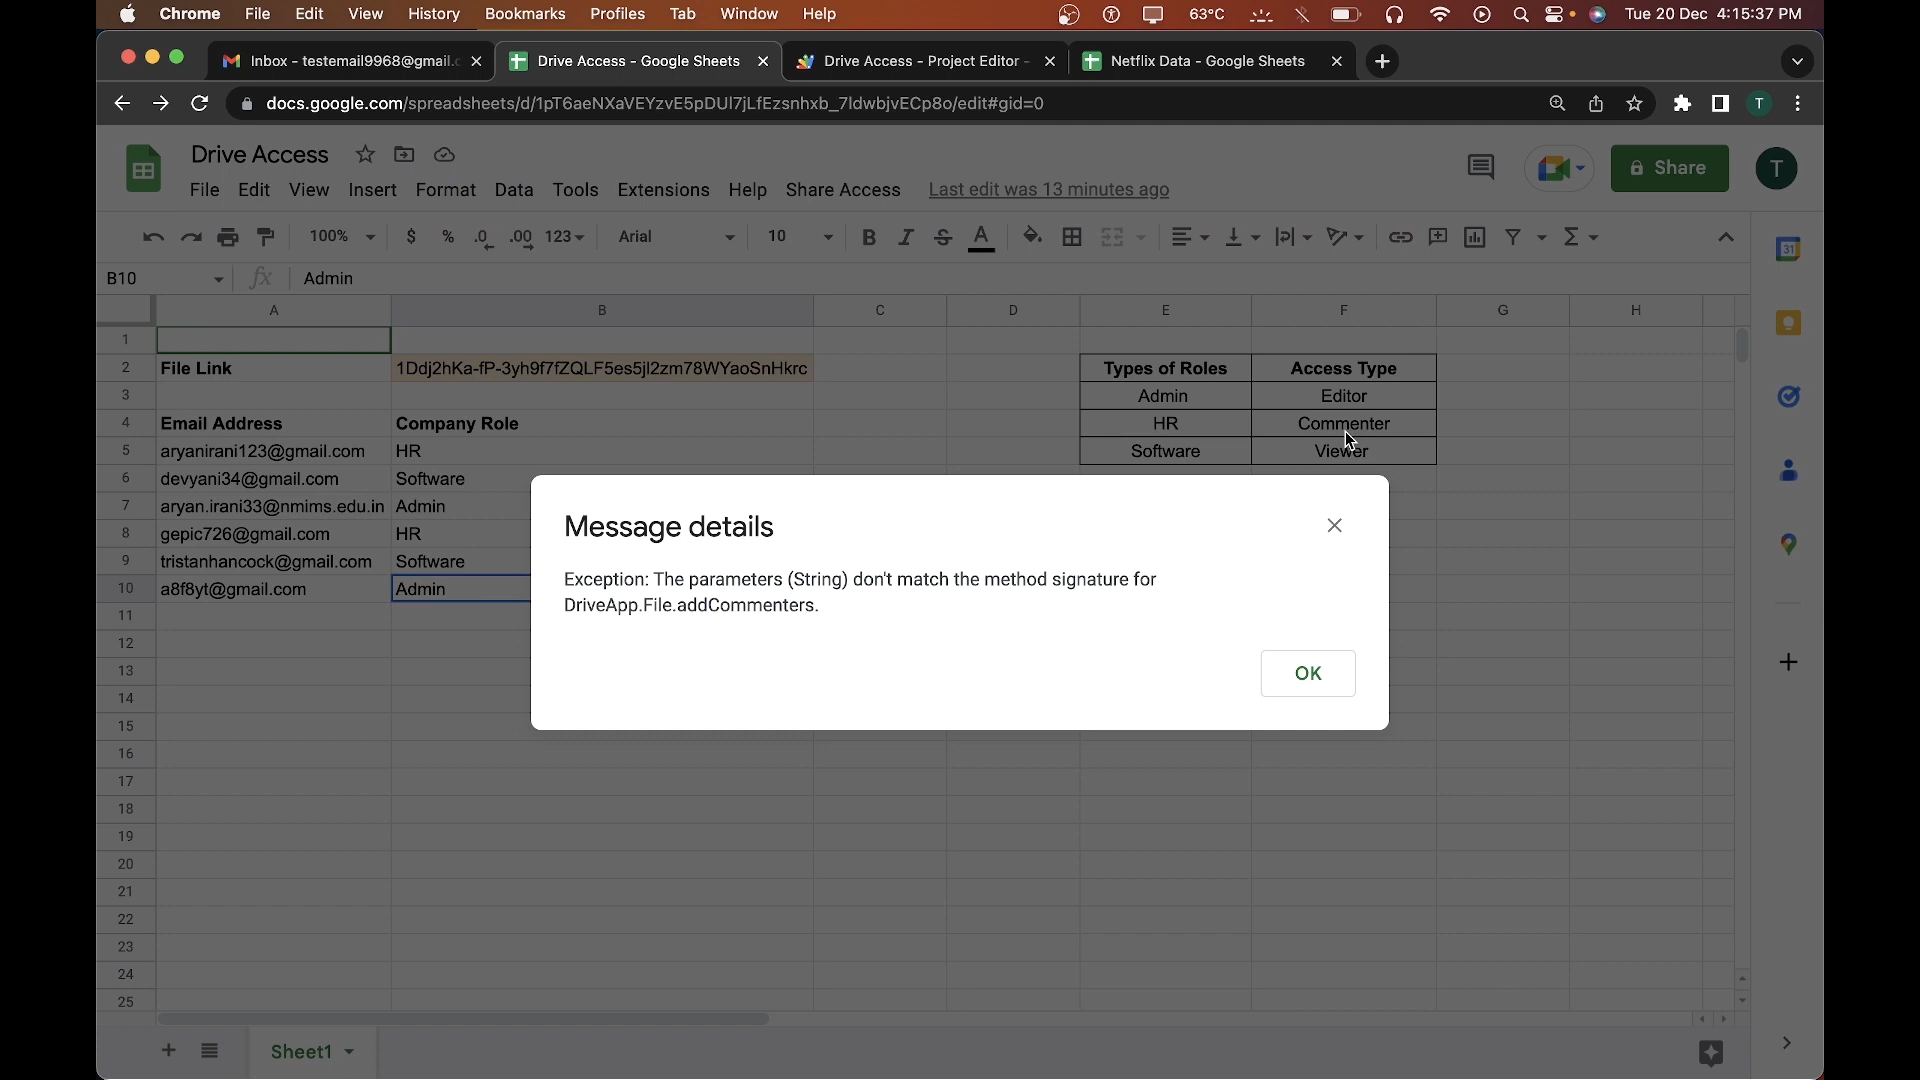 Chrome File Edit View History Bookmarks Profiles Tab Window Help 63°C Tue 20 Dec 4:15:37 PM
Inbox - testemail9968@gmail.c Drive Access - Google Sheets Drive Access - Project Editor - Netflix Data - Google Sheets
docs.google.com/spreadsheets/d/1pT6aeNXaVEYzvE5pDUl7jLfEzsnhxb_7ldwbjvECp8o/edit#gid=0 T
Drive Access
Share T
File Edit View Insert Format Data Tools Extensions Help Share Access Last edit was 13 minutes ago
100% $ % .0 .00 123 Arial 10 B I S A Σ
31
B10 fx Admin
A B C D E F G H
1
2 File Link 1Ddj2hKa-fP-3yh9f7fZQLF5es5jl2zm78WYaoSnHkrc Types of Roles Access Type
3 Admin Editor
4 Email Address Company Role HR Commenter
5 aryanirani123@gmail.com HR Software Viewer
6 devyani34@gmail.com Software
7 aryan.irani33@nmims.edu.in Admin
8 gepic726@gmail.com HR
9 tristanhancock@gmail.com Software
10 a8f8yt@gmail.com Admin
Message details
Exception: The parameters (String) don't match the method signature for
DriveApp.File.addCommenters.
OK
11
12
13
14
15
16
17
18
19
20
21
22
23
24
25
Sheet1